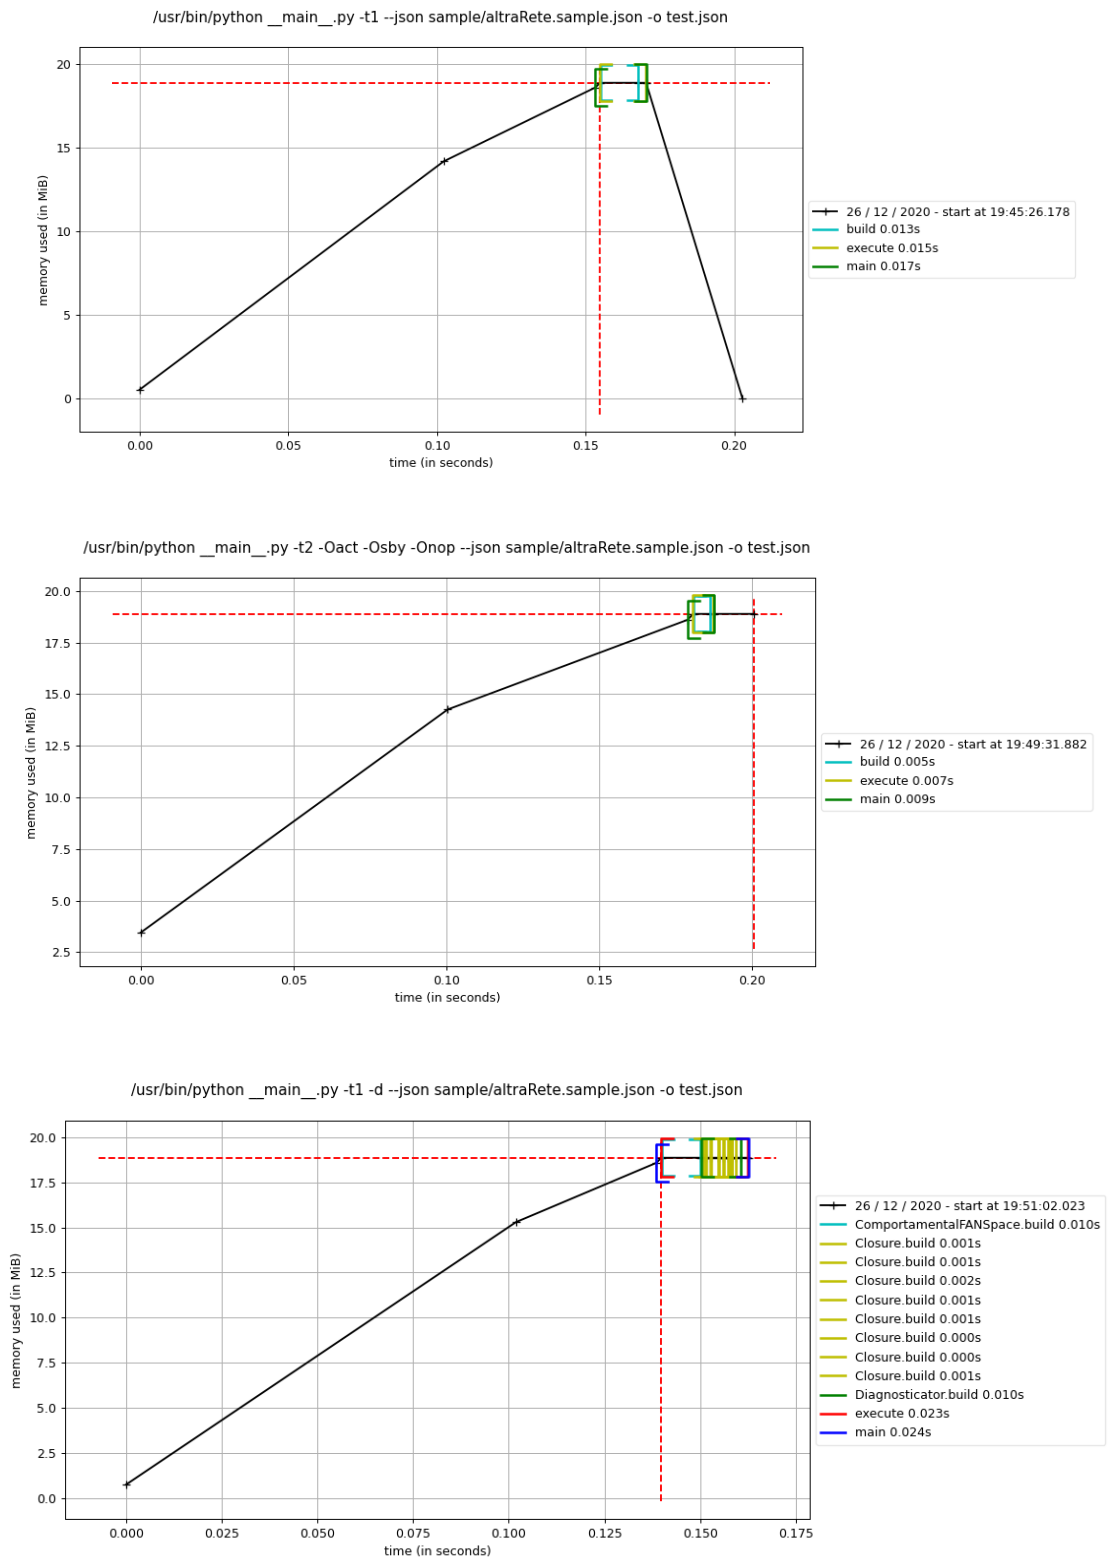 /usr/bin/python __main__.py -t1 --json sample/altraRete.sample.json -o test.json
20
15
10
5
0
memory used (in MiB)
0.00 0.05 0.10 0.15 0.20
time (in seconds)
26 / 12 / 2020 - start at 19:45:26.178
build 0.013s
execute 0.015s
main 0.017s
/usr/bin/python __main__.py -t2 -Oact -Osby -Onop --json sample/altraRete.sample.json -o test.json
20.0
17.5
15.0
12.5
10.0
7.5
5.0
2.5
memory used (in MiB)
0.00 0.05 0.10 0.15 0.20
time (in seconds)
26 / 12 / 2020 - start at 19:49:31.882
build 0.005s
execute 0.007s
main 0.009s
/usr/bin/python __main__.py -t1 -d --json sample/altraRete.sample.json -o test.json
20.0
17.5
15.0
12.5
10.0
7.5
5.0
2.5
0.0
memory used (in MiB)
0.000 0.025 0.050 0.075 0.100 0.125 0.150 0.175
time (in seconds)
26 / 12 / 2020 - start at 19:51:02.023
ComportamentalFANSpace.build 0.010s
Closure.build 0.001s
Closure.build 0.001s
Closure.build 0.002s
Closure.build 0.001s
Closure.build 0.001s
Closure.build 0.000s
Closure.build 0.000s
Closure.build 0.001s
Diagnosticator.build 0.010s
execute 0.023s
main 0.024s